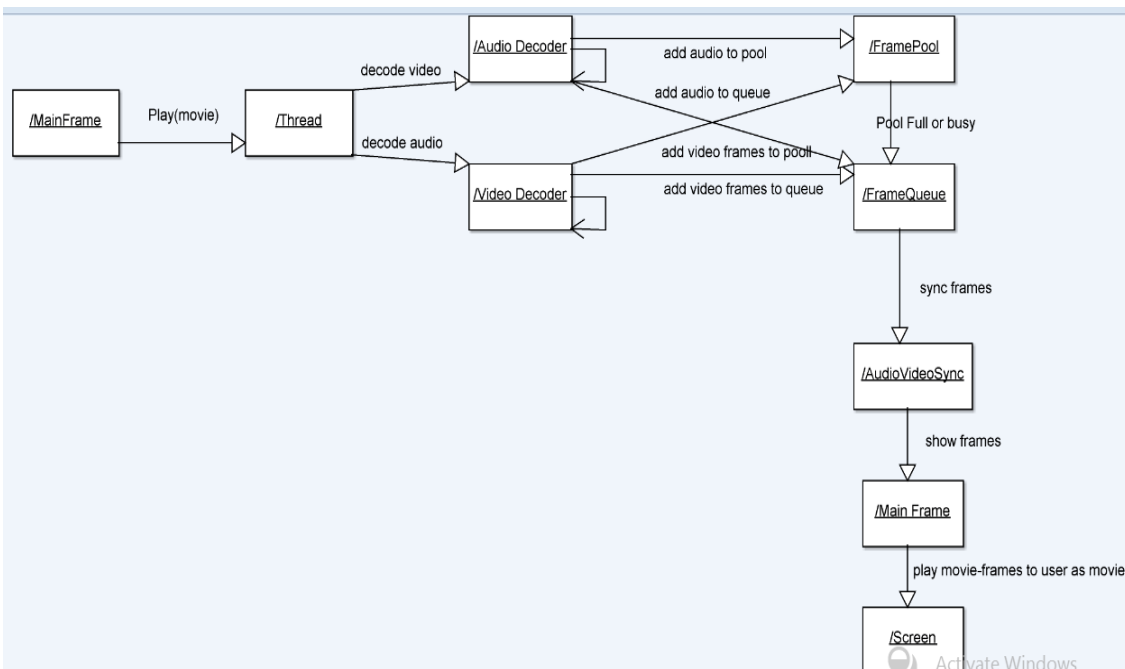 /Audio Decoder
/FramePool
add audio to pool
decode video
add audio to queue
/MainFrame
Play(movie)
/Thread
Pool Full or busy
decode audio
add video frames to pooll
/Video Decoder
add video frames to queue
/FrameQueue
sync frames
/AudioVideoSync
show frames
/Main Frame
play movie-frames to user as movie
/Screen
Activate Windows